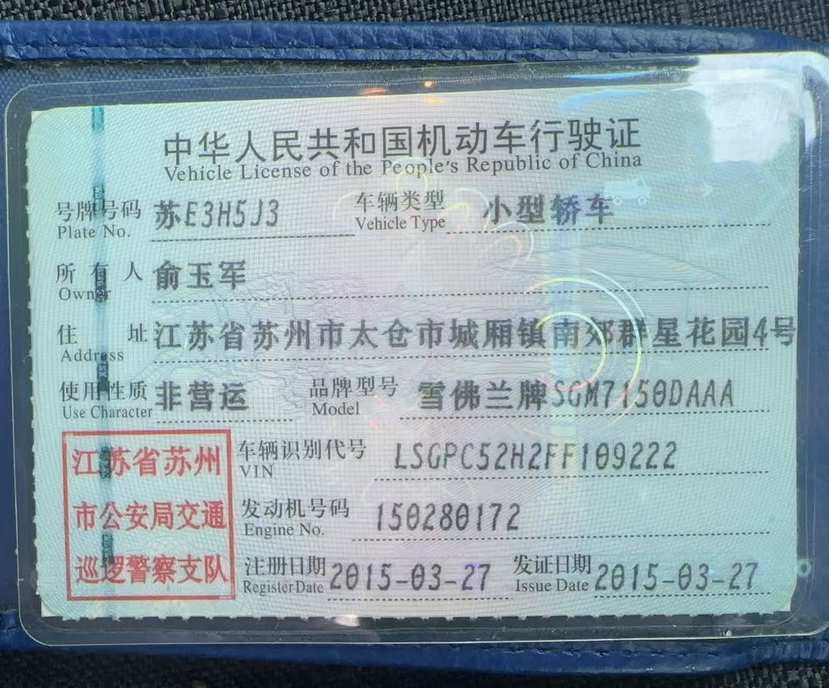 中华人民共和国机动车行驶证
Vehicle License of the People's Republic of China
号牌号码 苏E3H5J3 车辆类型 小型轿车
Plate No. Vehicle Type
所有人 俞玉军
Owner
住址 江苏省苏州市太仓市城厢镇南郊群星花园4号
Address
使用性质 非营运 品牌型号 雪佛兰牌SGM7150DAAA
Use Character Model
江苏省苏州
市公安局交通
巡逻警察支队
车辆识别代号 LSGPC52H2FF109222
VIN
发动机号码 150280172
Engine No.
注册日期 2015-03-27 发证日期 2015-03-27
Register Date Issue Date